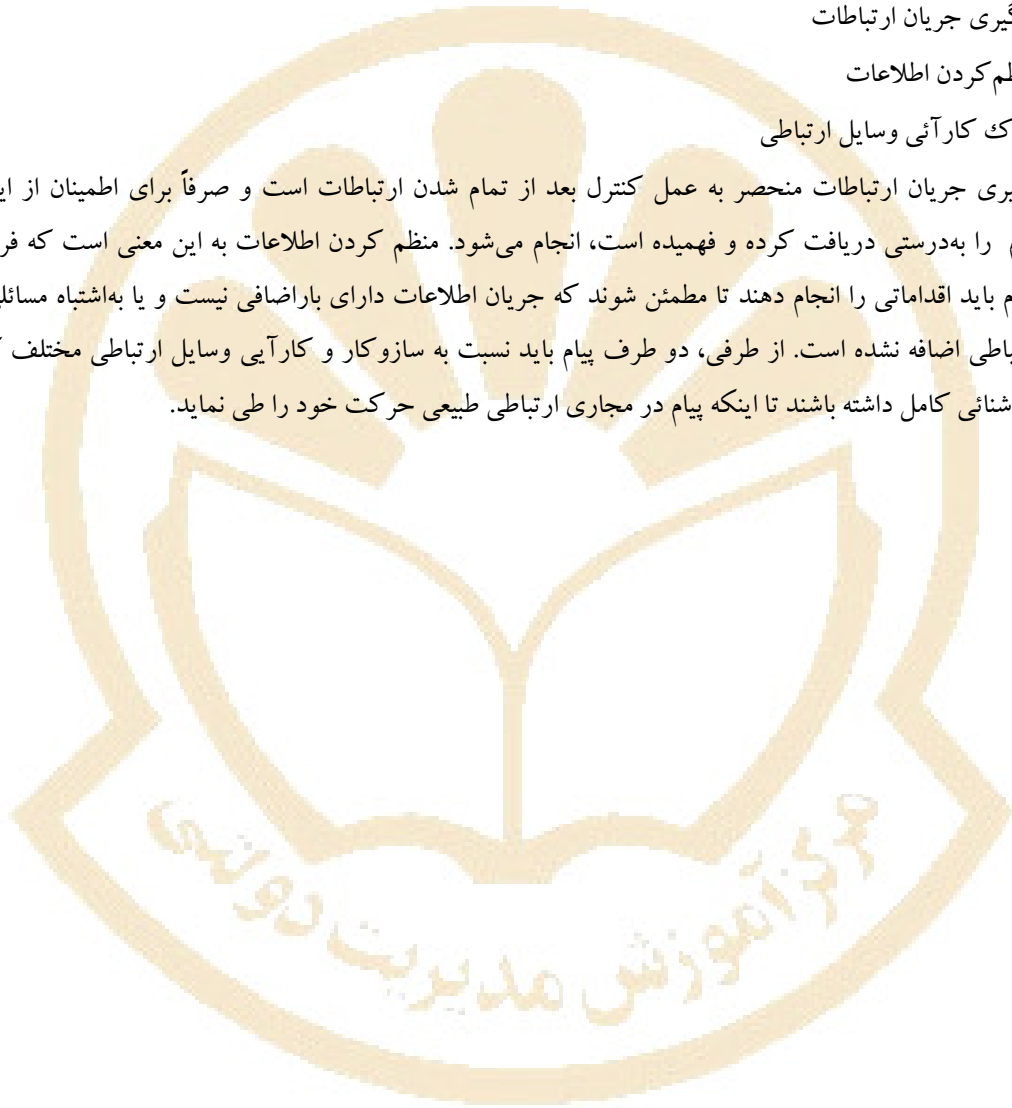 گیری جریان ارتباطات
ظم‌کردن اطلاعات
ک کارآئی وسایل ارتباطی
یری جریان ارتباطات منحصر به عمل کنترل بعد از تمام شدن ارتباطات است و صرفاً برای اطمینان از این
م را به‌درستی دریافت کرده و فهمیده است، انجام می‌شود. منظم کردن اطلاعات به این معنی است که فر
م باید اقداماتی را انجام دهند تا مطمئن شوند که جریان اطلاعات دارای باراضافی نیست و یا به‌اشتباه مسائل
باطی اضافه نشده است. از طرفی، دو طرف پیام باید نسبت به سازوکار و کارآیی وسایل ارتباطی مختلف
شنائی کامل داشته باشند تا اینکه پیام در مجاری ارتباطی طبیعی حرکت خود را طی نماید.
مرکز آموزش مدیریت دولتی